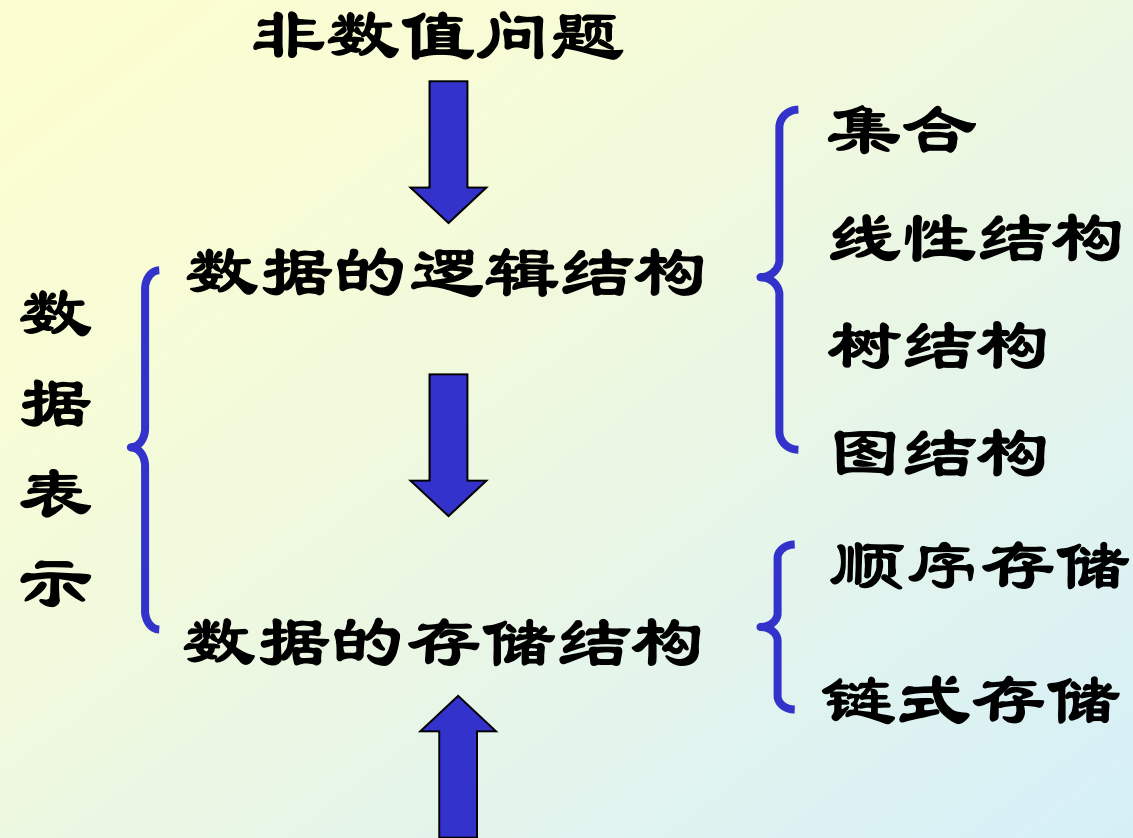 非数值问题
数据表示
数据的逻辑结构
集合
线性结构
树结构
图结构
数据的存储结构
顺序存储
链式存储